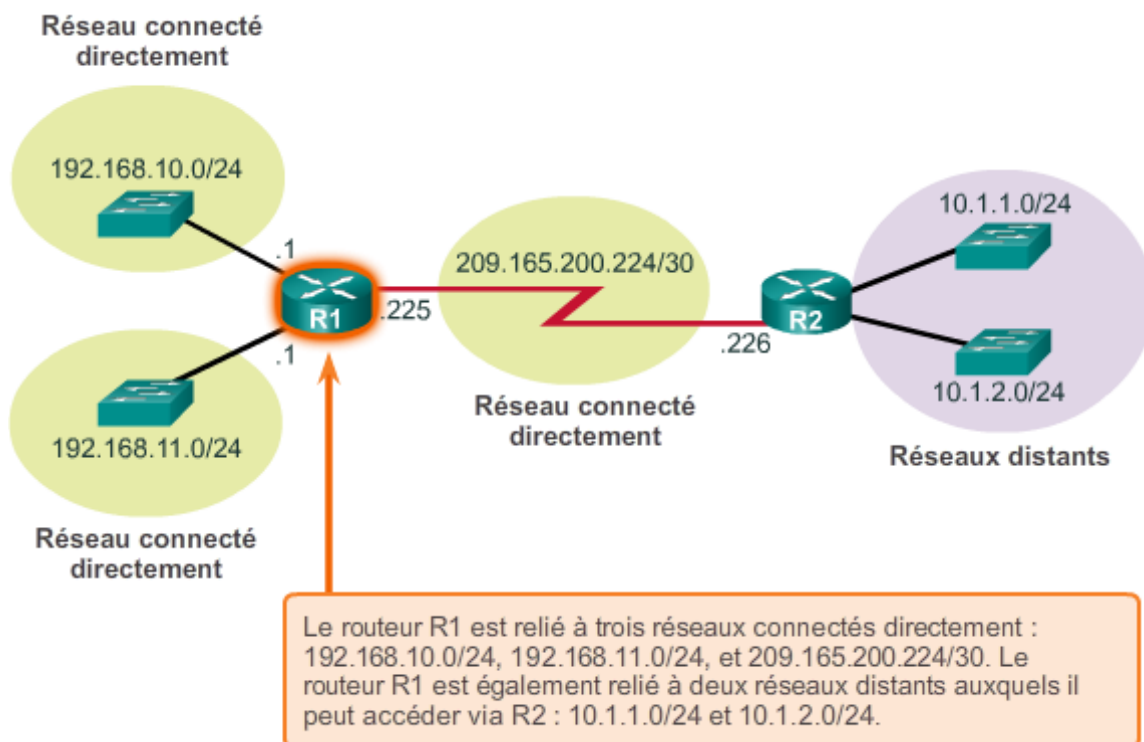 Réseau connecté
directement
192.168.10.0/24
.1
192.168.11.0/24
.1
Réseau connecté
directement
R1
.225
209.165.200.224/30
.226
Réseau connecté
directement
R2
10.1.1.0/24
10.1.2.0/24
Réseaux distants
Le routeur R1 est relié à trois réseaux connectés directement :
192.168.10.0/24, 192.168.11.0/24, et 209.165.200.224/30. Le
routeur R1 est également relié à deux réseaux distants auxquels il
peut accéder via R2 : 10.1.1.0/24 et 10.1.2.0/24.